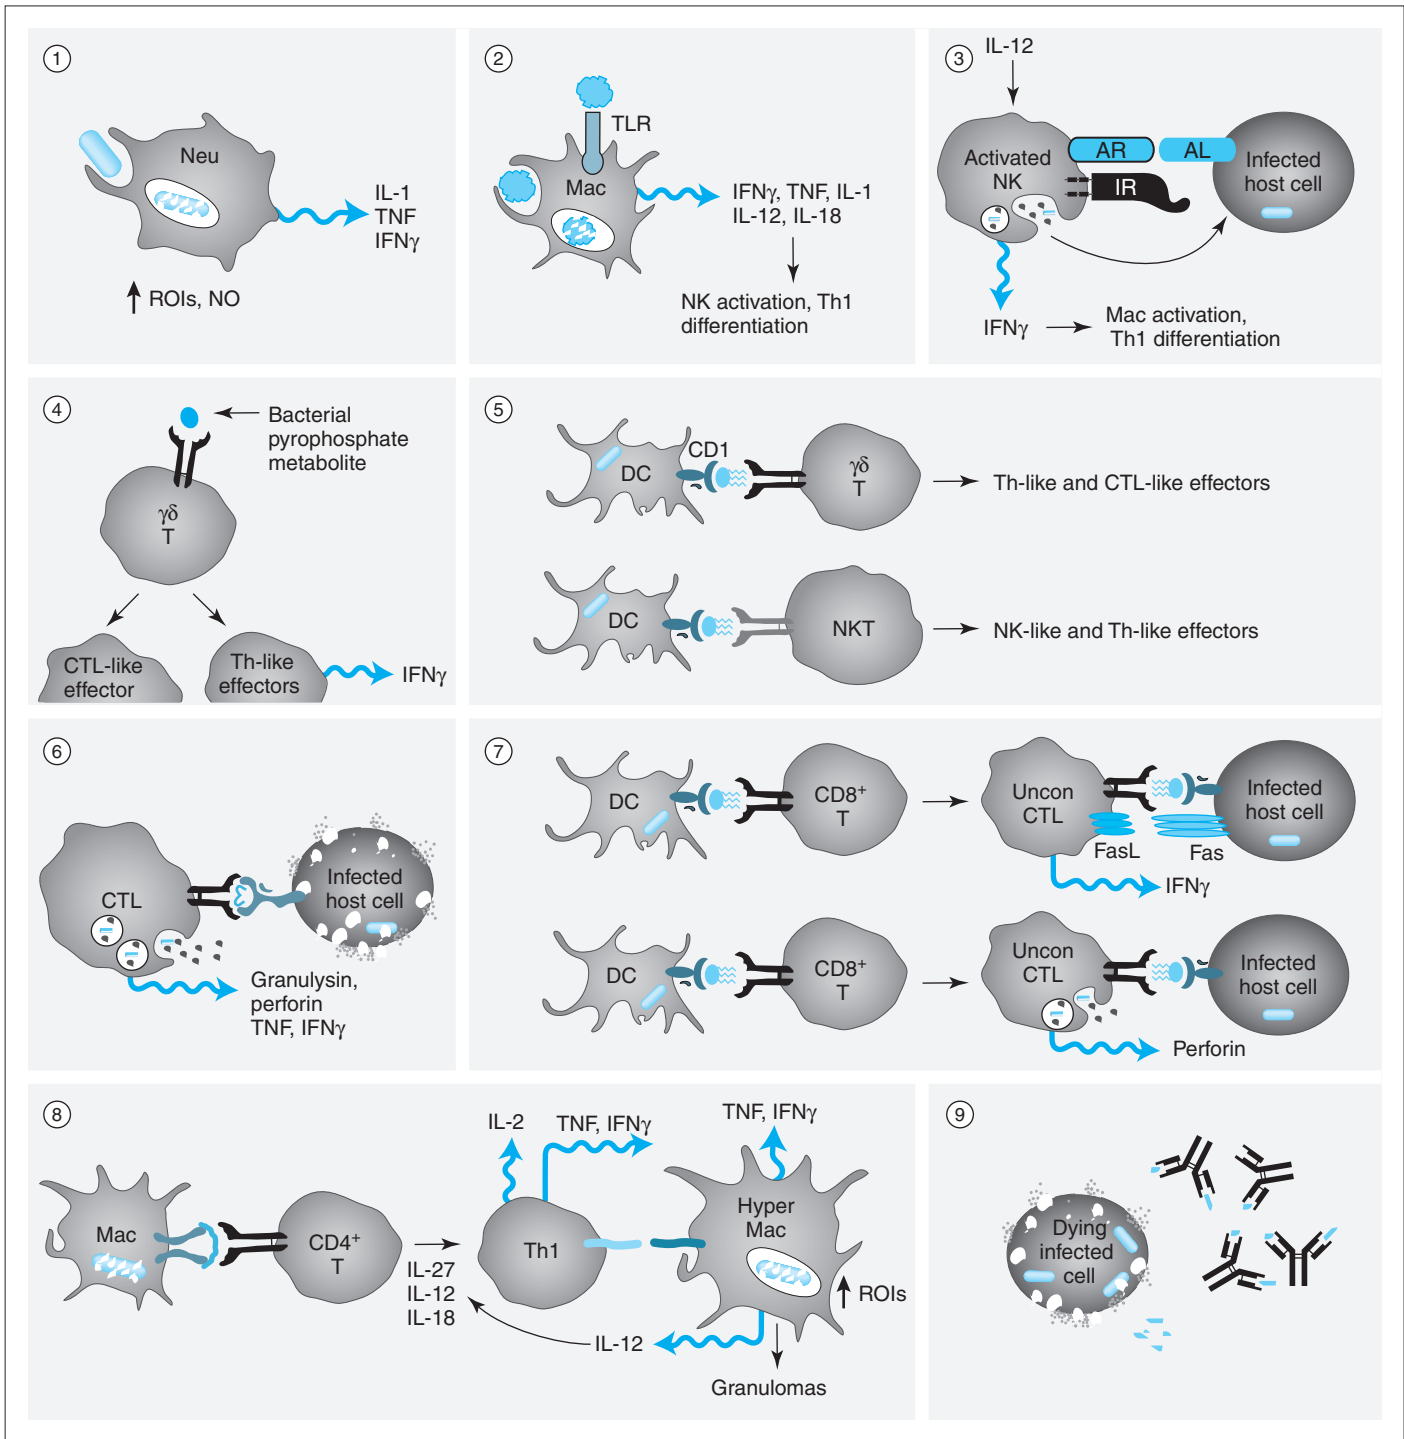 1
Neu
IL-1
TNF
IFNγ
ROIs, NO
2
TLR
Mac
IFNγ, TNF, IL-1
IL-12, IL-18
NK activation, Th1
differentiation
3
IL-12
Activated
NK
AR
AL
IR
Infected
host cell
IFNγ
Mac activation,
Th1 differentiation
4
Bacterial
pyrophosphate
metabolite
γδ
T
CTL-like
effector
Th-like
effectors
IFNγ
5
DC
CD1
γδ
T
Th-like and CTL-like effectors
DC
NKT
NK-like and Th-like effectors
6
CTL
Infected
host cell
Granulysin,
perforin
TNF, IFNγ
7
DC
CD8+
T
Uncon
CTL
Infected
host cell
FasL
Fas
IFNγ
DC
CD8+
T
Uncon
CTL
Infected
host cell
Perforin
8
Mac
CD4+
T
IL-27
IL-12
IL-18
IL-2
TNF, IFNγ
Th1
TNF, IFNγ
Hyper
Mac
ROIs
IL-12
Granulomas
9
Dying
infected
cell